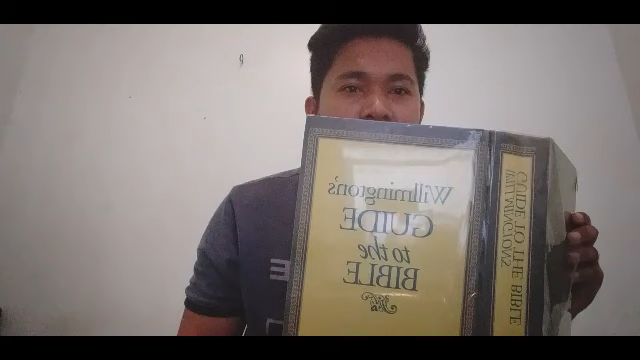 Willmington's
GUIDE
to the
BIBLE
WILLMINGTON'S
GUIDE TO THE BIBLE